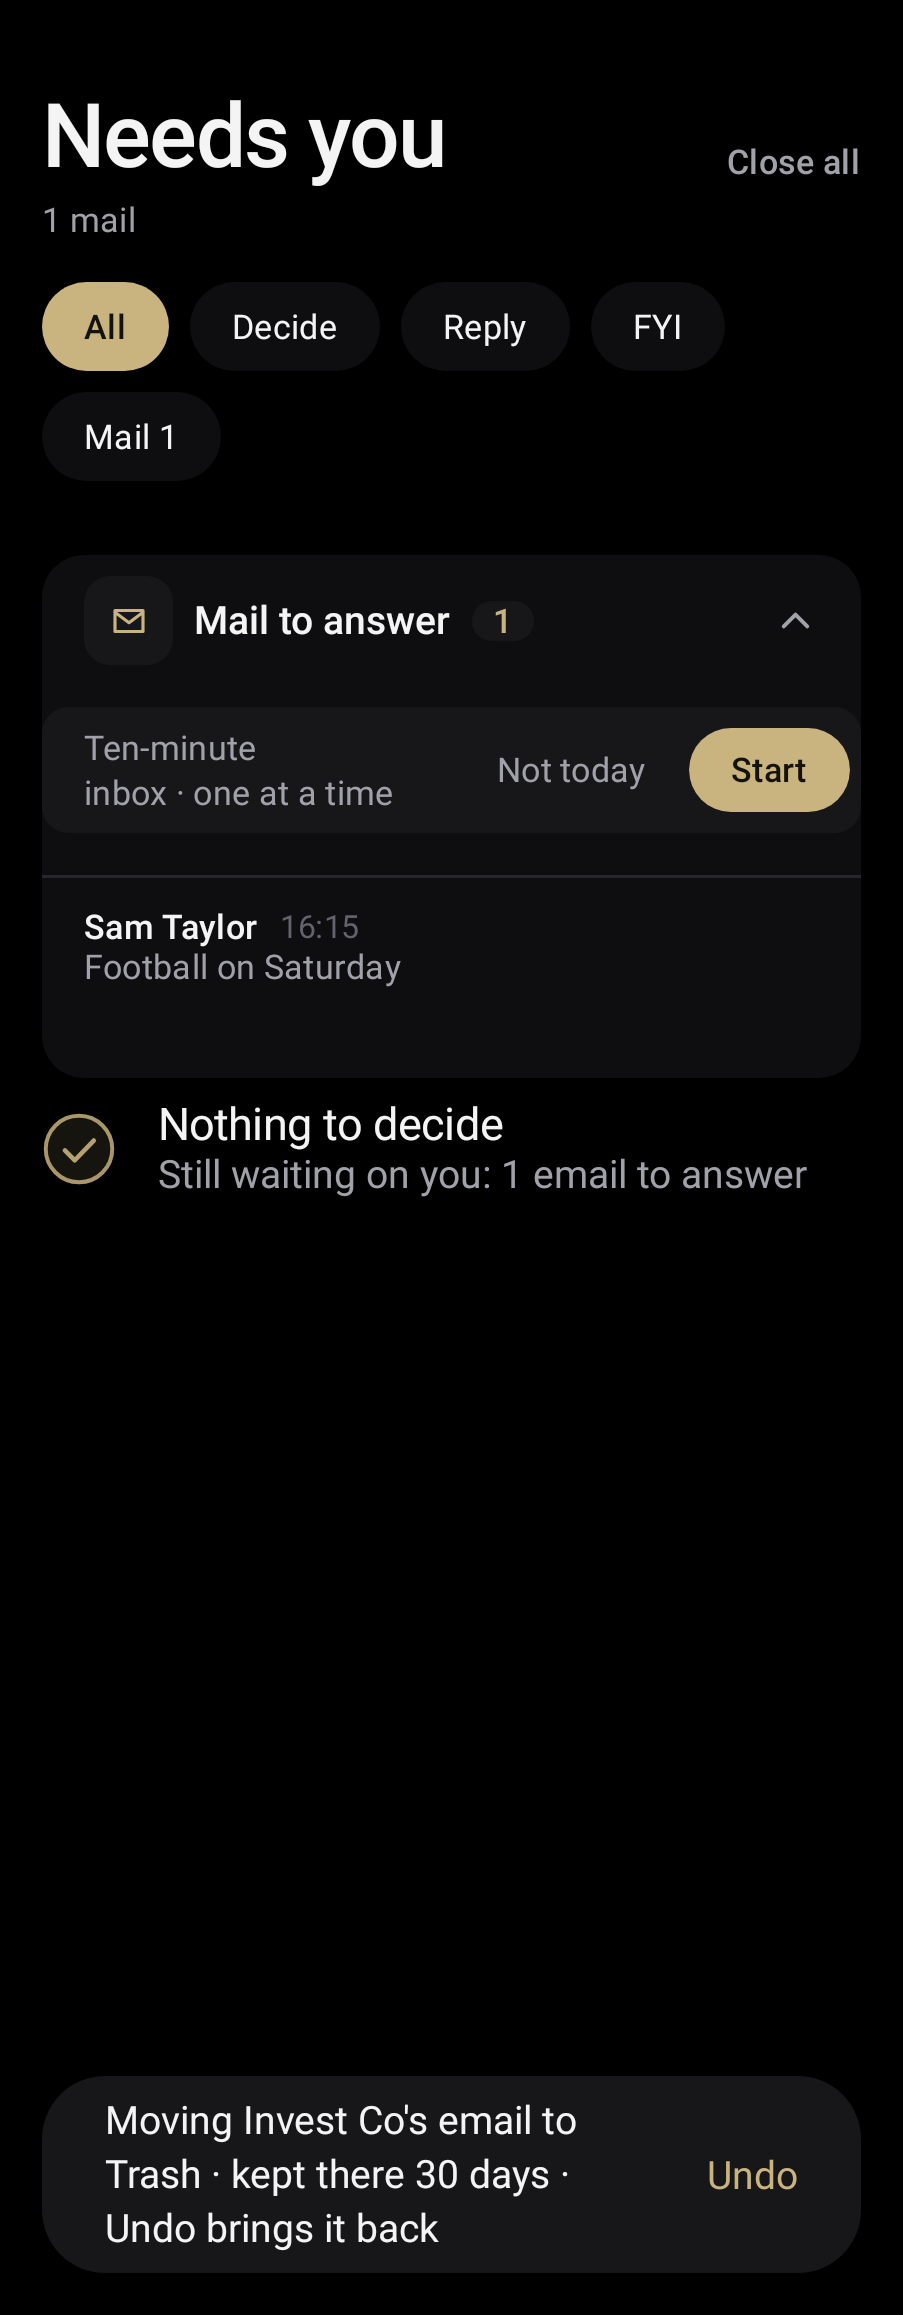 Needs you
Close all
1 mail
All
Decide
Reply
FYI
Mail 1
Mail to answer
1
Ten-minute
inbox · one at a time
Not today
Start
Sam Taylor 16:15
Football on Saturday
Nothing to decide
Still waiting on you: 1 email to answer
Moving Invest Co's email to
Trash · kept there 30 days ·
Undo brings it back
Undo